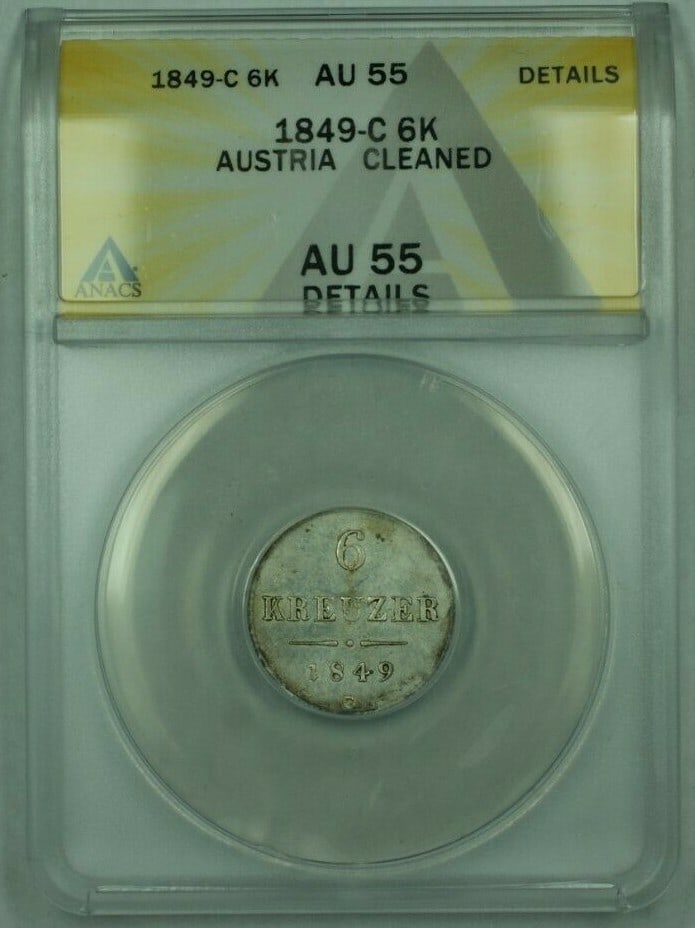 1849-C 6K AU 55 DETAILS
1849-C 6K
AUSTRIA CLEANED
AU 55
DETAILS
ANACS
6
KREUZER
1849
C